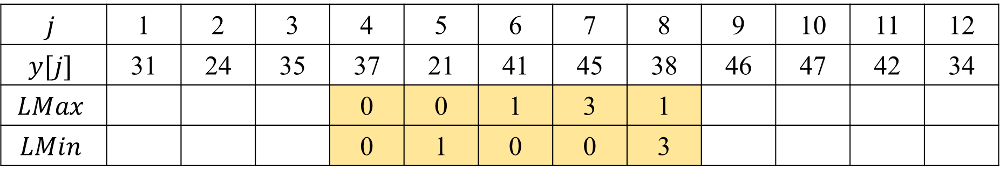 j 1 2 3 4 5 6 7 8 9 10 11 12
y[j] 31 24 35 37 21 41 45 38 46 47 42 34
LMax 0 0 1 3 1
LMin 0 1 0 0 3